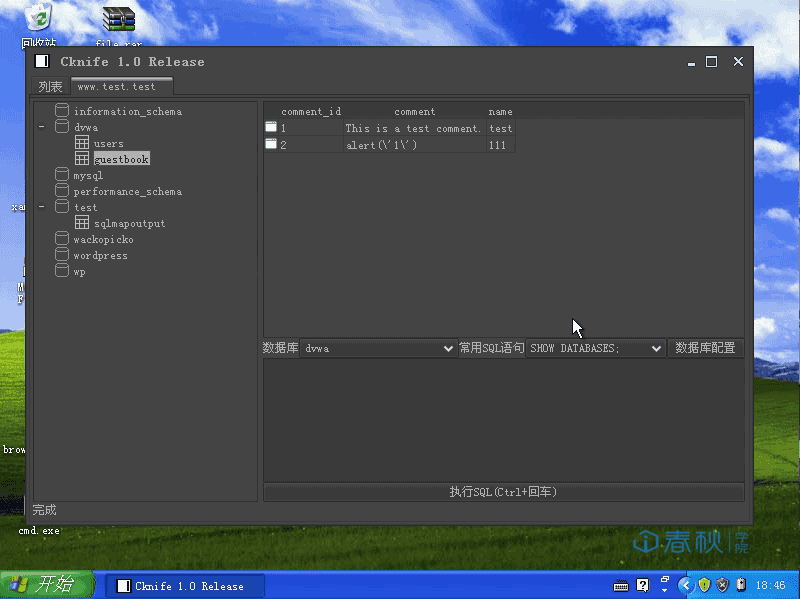 回收站
file.rar
Cknife 1.0 Release
列表 www.test.test
information_schema
dvwa
users
guestbook
mysql
performance_schema
test
sqlmapoutput
wackopicko
wordpress
wp
comment_id comment name
1 This is a test comment. test
2 alert(\'1\') 111
数据库 dvwa 常用SQL语句 SHOW DATABASES; 数据库配置
执行SQL(Ctrl+回车)
完成
xa
M
F
brow
cmd.exe
春秋学院
开始 Cknife 1.0 Release 18:46